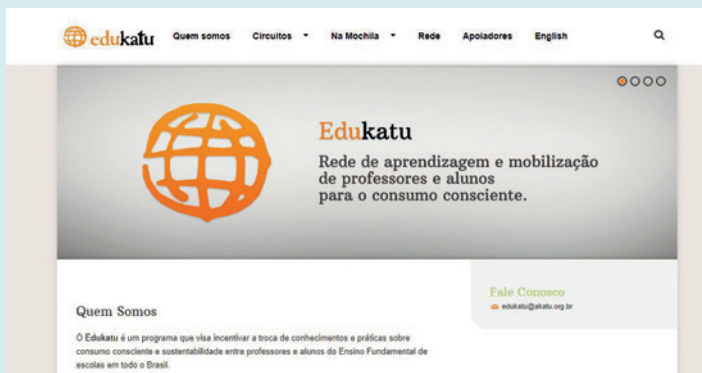 edukatu Quem somos Circuitos Na Mochila Rede Apoiadores English
Edukatu
Rede de aprendizagem e mobilização
de professores e alunos
para o consumo consciente.
Fale Conosco
edukatu@akatu.org.br
Quem Somos
O Edukatu é um programa que visa incentivar a troca de conhecimentos e práticas sobre
consumo consciente e sustentabilidade entre professores e alunos do Ensino Fundamental de
escolas em todo o Brasil.